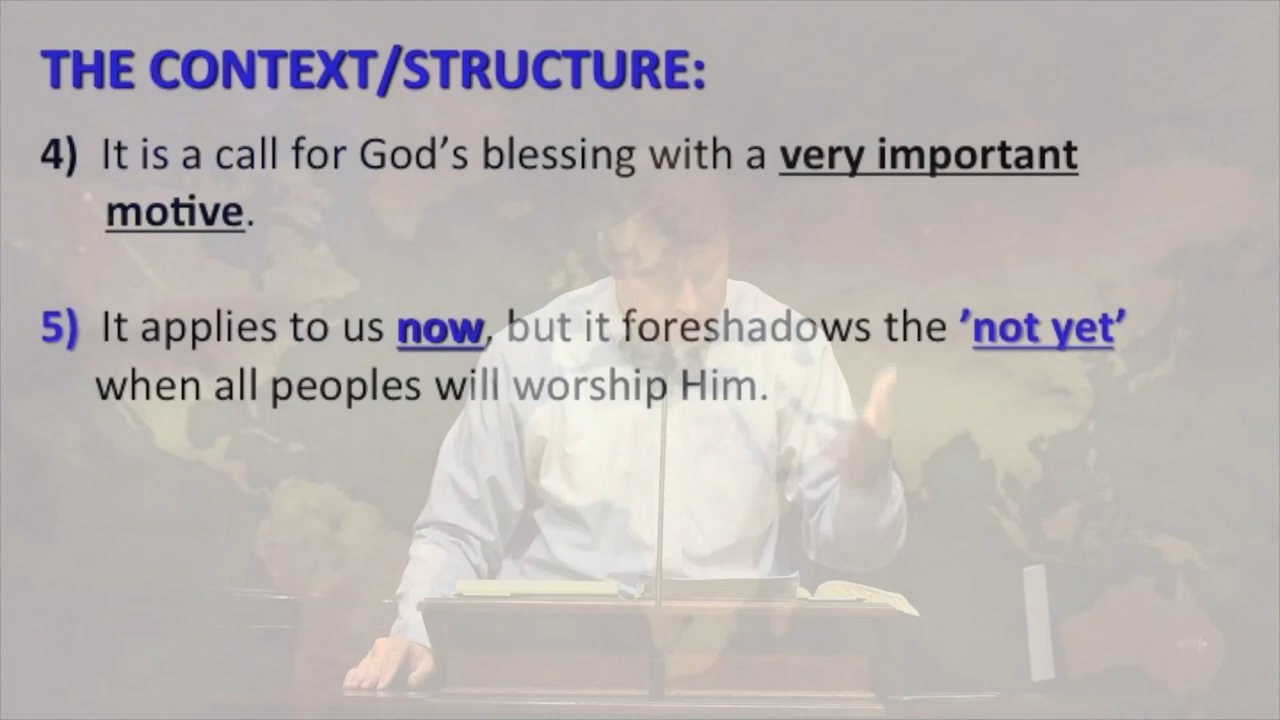 THE CONTEXT/STRUCTURE:
4) It is a call for God’s blessing with a very important
motive.
5) It applies to us now, but it foreshadows the ’not yet’
when all peoples will worship Him.